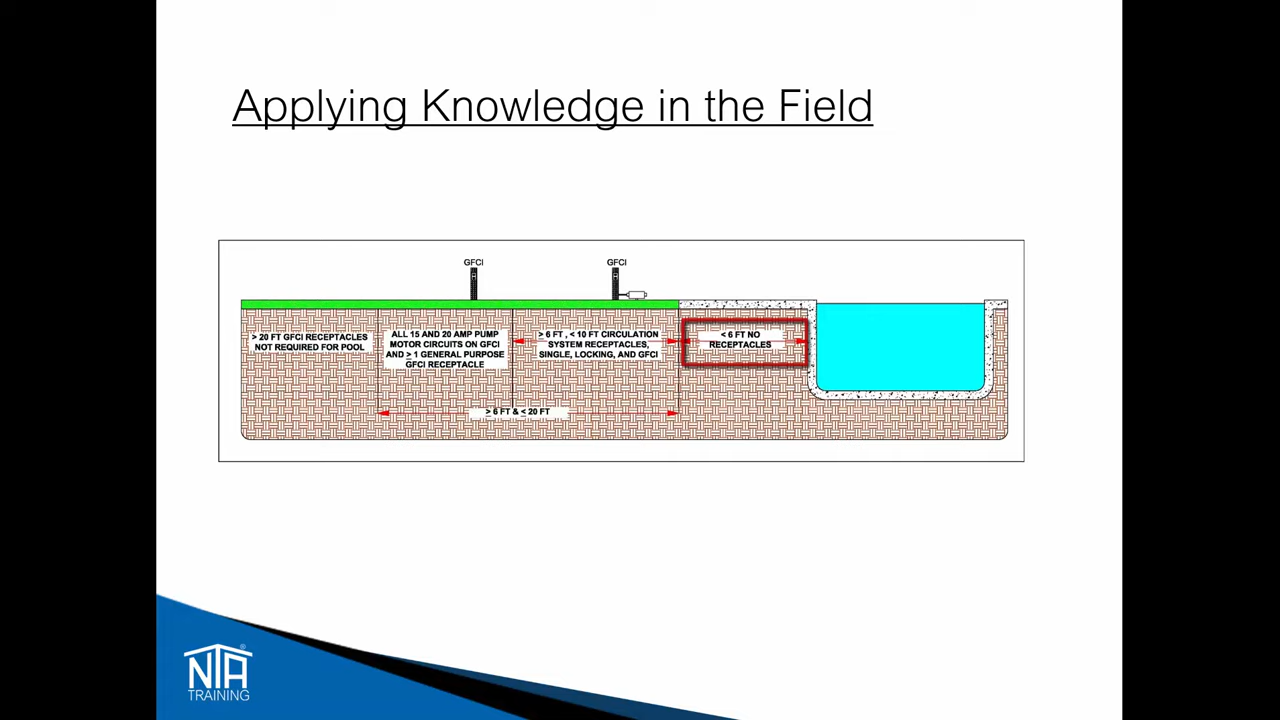 Applying Knowledge in the Field
GFCI
GFCI
> 20 FT GFCI RECEPTACLES
NOT REQUIRED FOR POOL
ALL 15 AND 20 AMP PUMP
MOTOR CIRCUITS ON GFCI
AND ≥ 1 GENERAL PURPOSE
GFCI RECEPTACLE
> 6 FT , < 10 FT CIRCULATION
SYSTEM RECEPTACLES,
SINGLE, LOCKING, AND GFCI
< 6 FT NO
RECEPTACLES
≥ 6 FT & ≤ 20 FT
NTA
®
TRAINING